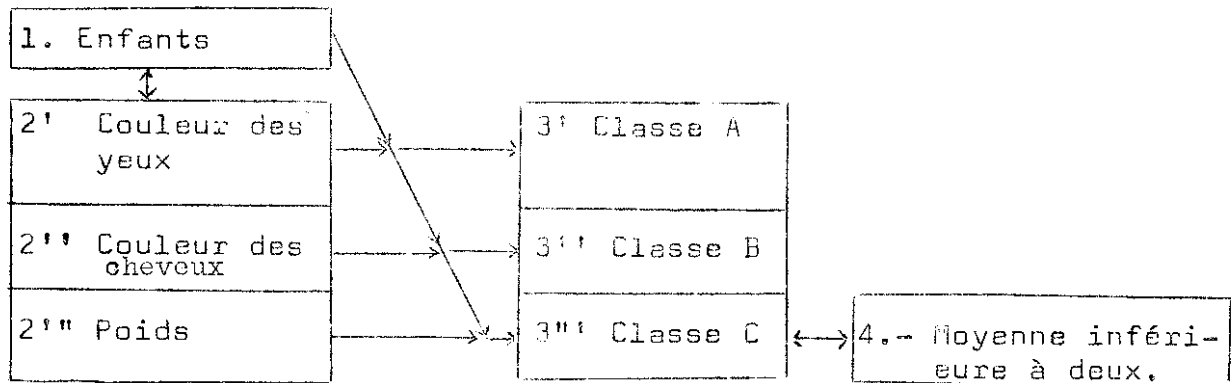 1. Enfants
2' Couleur des
yeux
3' Classe A
2'' Couleur des
cheveux
3'' Classe B
2'" Poids
3"' Classe C
4.- Moyenne inféri-
eure à deux.